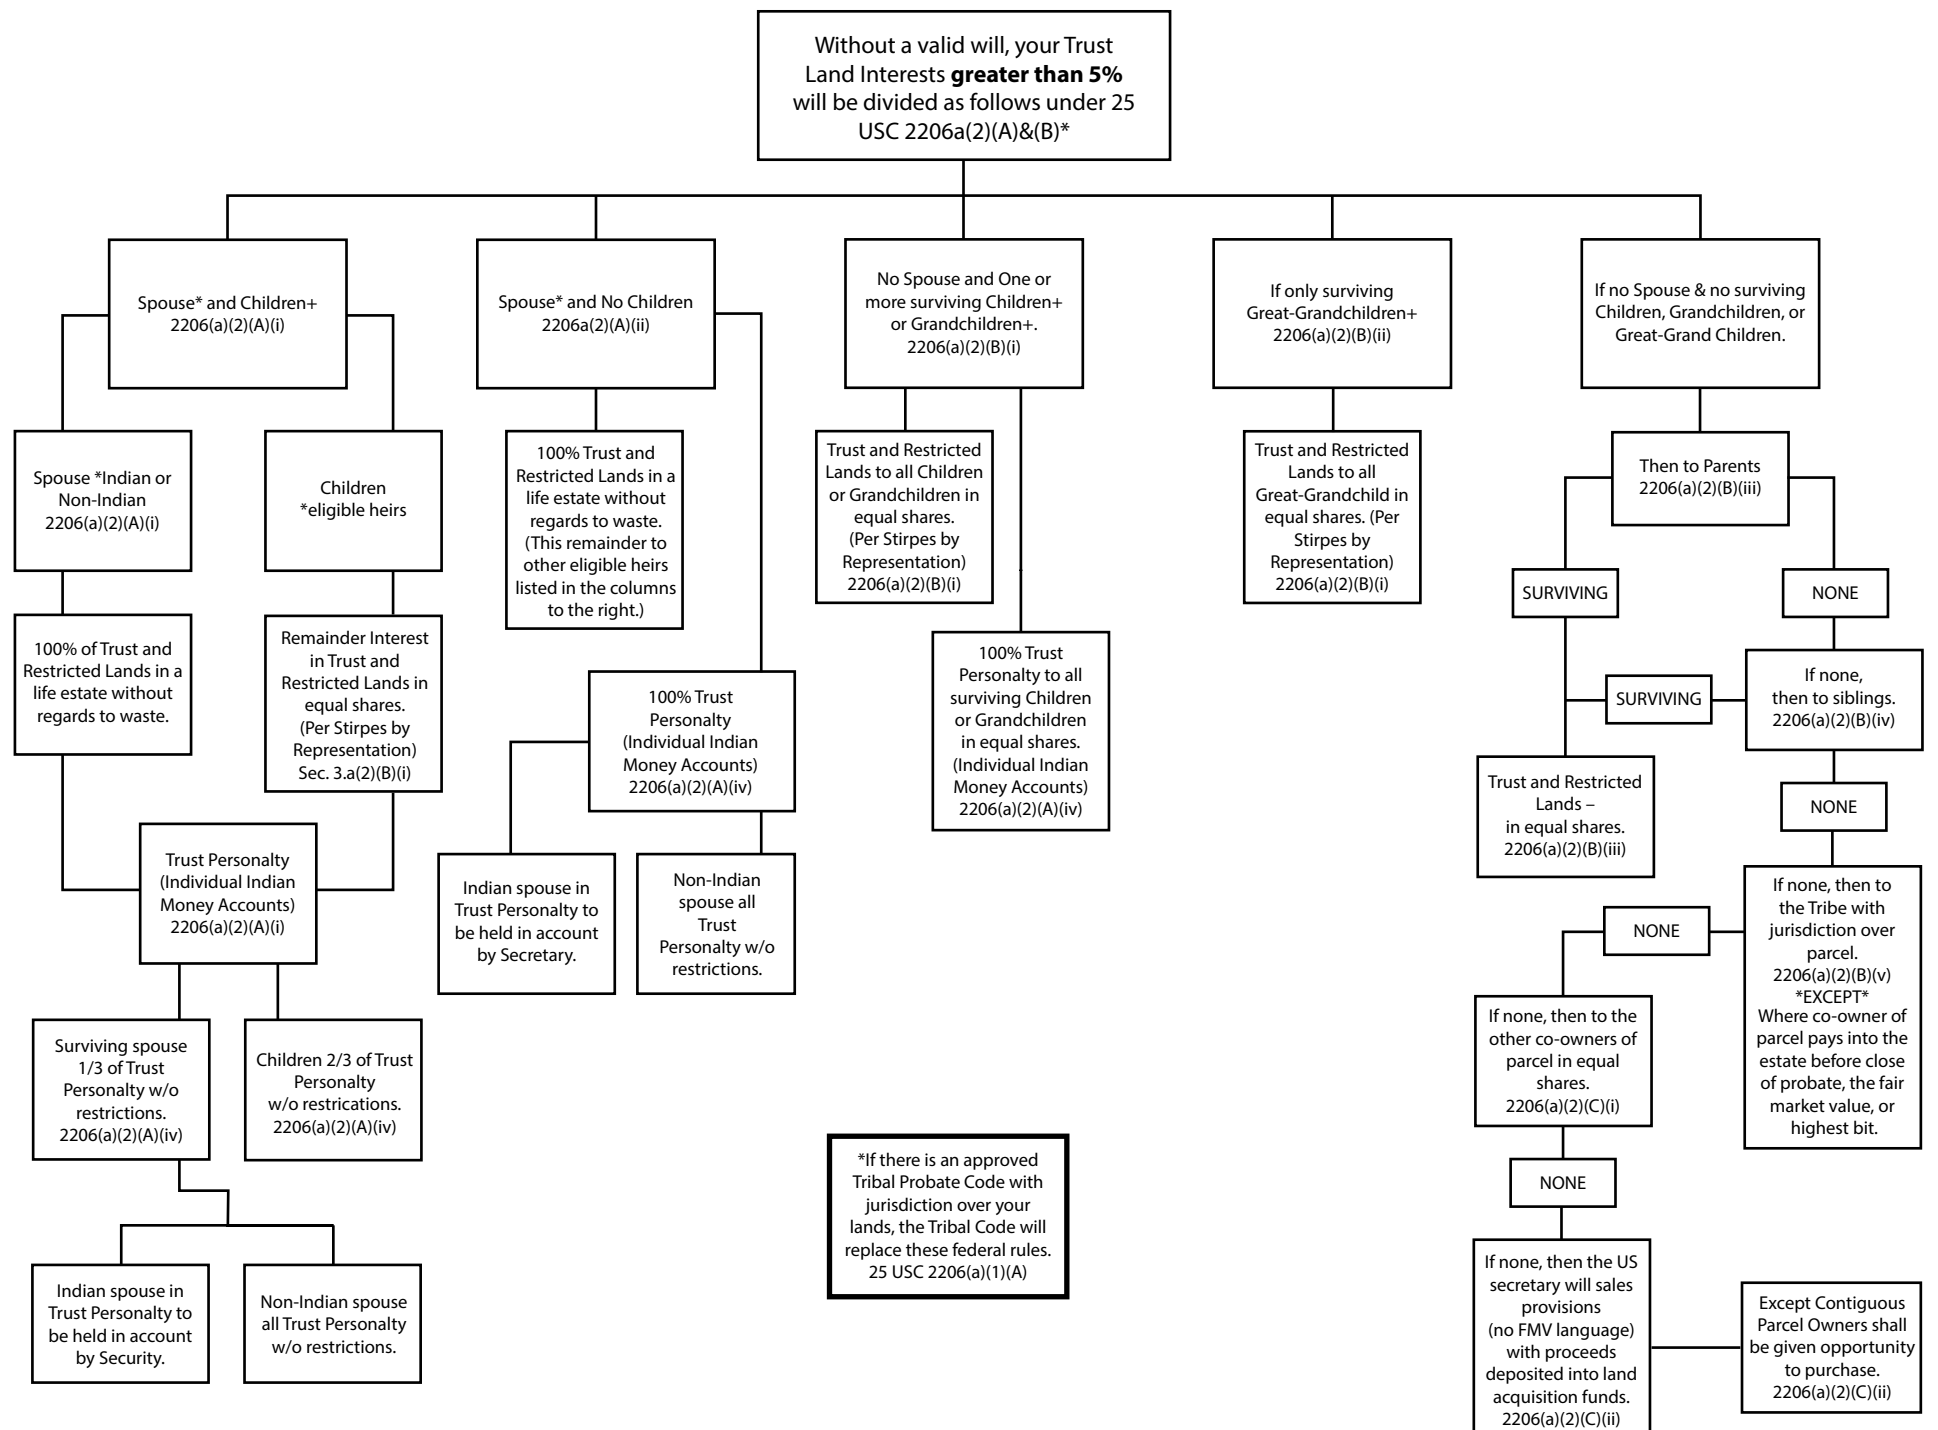 Without a valid will, your Trust
Land Interests greater than 5%
will be divided as follows under 25
USC 2206a(2)(A)&(B)*
Spouse* and Children+
2206(a)(2)(A)(i)
Spouse* and No Children
2206a(2)(A)(ii)
No Spouse and One or
more surviving Children+
or Grandchildren+.
2206(a)(2)(B)(i)
If only surviving
Great-Grandchildren+
2206(a)(2)(B)(ii)
If no Spouse & no surviving
Children, Grandchildren, or
Great-Grand Children.
Spouse *Indian or
Non-Indian
2206(a)(2)(A)(i)
Children
*eligible heirs
100% Trust and
Restricted Lands in a
life estate without
regards to waste.
(This remainder to
other eligible heirs
listed in the columns
to the right.)
Trust and Restricted
Lands to all Children
or Grandchildren in
equal shares.
(Per Stirpes by
Representation)
2206(a)(2)(B)(i)
Trust and Restricted
Lands to all
Great-Grandchild in
equal shares. (Per
Stirpes by
Representation)
2206(a)(2)(B)(i)
Then to Parents
2206(a)(2)(B)(iii)
SURVIVING
NONE
100% of Trust and
Restricted Lands in a
life estate without
regards to waste.
Remainder Interest
in Trust and
Restricted Lands in
equal shares.
(Per Stirpes by
Representation)
Sec. 3.a(2)(B)(i)
100% Trust
Personalty
(Individual Indian
Money Accounts)
2206(a)(2)(A)(iv)
100% Trust
Personalty to all
surviving Children
or Grandchildren
in equal shares.
(Individual Indian
Money Accounts)
2206(a)(2)(A)(iv)
SURVIVING
If none,
then to siblings.
2206(a)(2)(B)(iv)
Trust and Restricted
Lands –
in equal shares.
2206(a)(2)(B)(iii)
NONE
Trust Personalty
(Individual Indian
Money Accounts)
2206(a)(2)(A)(i)
Indian spouse in
Trust Personalty to
be held in account
by Secretary.
Non-Indian
spouse all
Trust
Personalty w/o
restrictions.
NONE
If none, then to
the Tribe with
jurisdiction over
parcel.
2206(a)(2)(B)(v)
*EXCEPT*
Where co-owner of
parcel pays into the
estate before close
of probate, the fair
market value, or
highest bit.
Surviving spouse
1/3 of Trust
Personalty w/o
restrictions.
2206(a)(2)(A)(iv)
Children 2/3 of Trust
Personalty
w/o restrications.
2206(a)(2)(A)(iv)
If none, then to the
other co-owners of
parcel in equal
shares.
2206(a)(2)(C)(i)
*If there is an approved
Tribal Probate Code with
jurisdiction over your
lands, the Tribal Code will
replace these federal rules.
25 USC 2206(a)(1)(A)
NONE
Indian spouse in
Trust Personalty to
be held in account
by Security.
Non-Indian spouse
all Trust Personalty
w/o restrictions.
If none, then the US
secretary will sales
provisions
(no FMV language)
with proceeds
deposited into land
acquisition funds.
2206(a)(2)(C)(ii)
Except Contiguous
Parcel Owners shall
be given opportunity
to purchase.
2206(a)(2)(C)(ii)